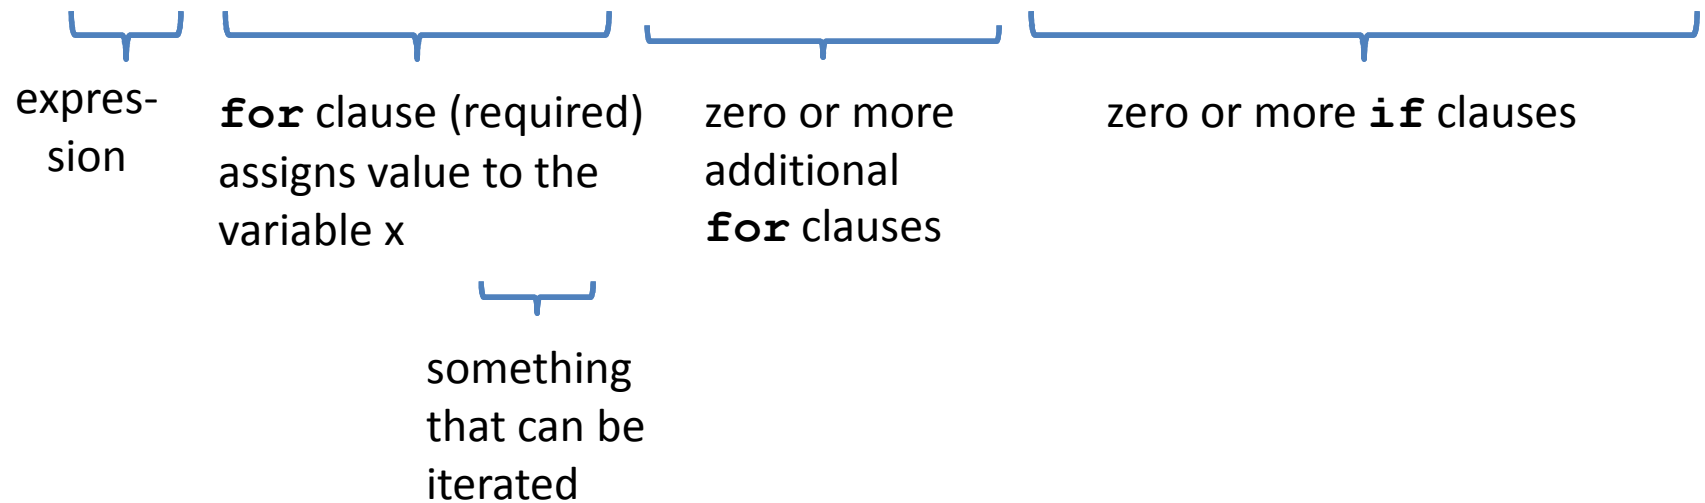 expres-
sion
for clause (required)
assigns value to the
variable x
zero or more
additional
for clauses
zero or more if clauses
something
that can be
iterated